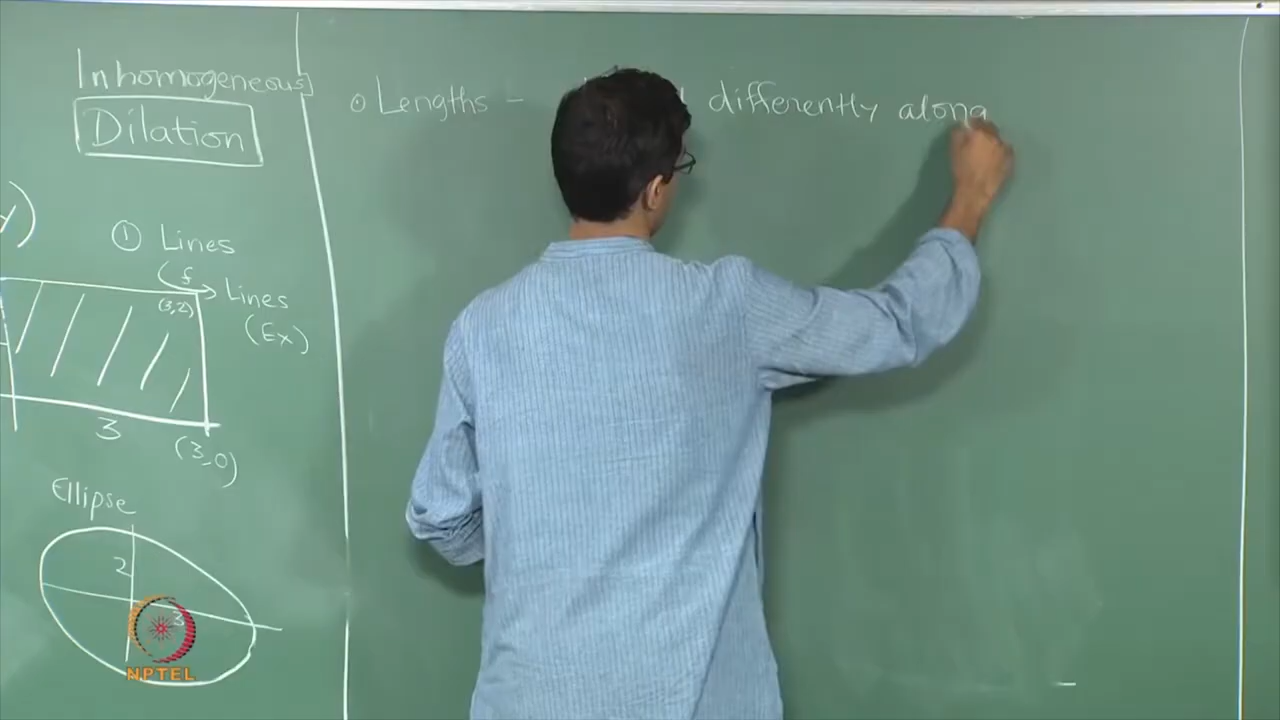 Inhomogeneous
Dilation
y)
① Lines
f
Lines
(Ex)
(3,2)
3
(3,0)
Ellipse
2
3
NPTEL
Lengths - differently along